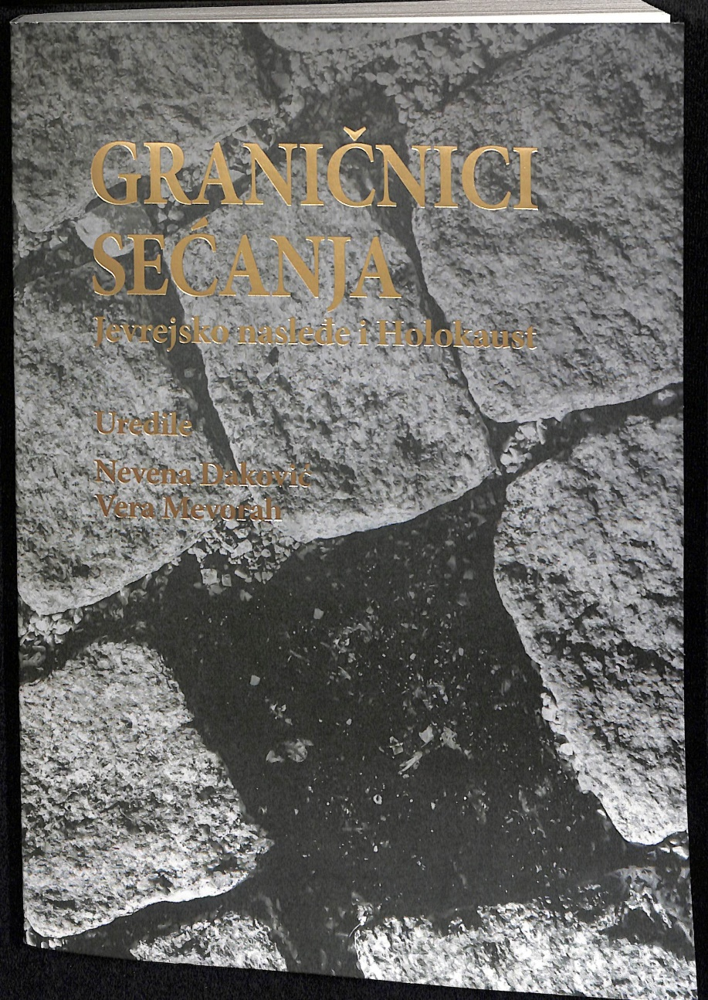 GRANIČNICI
SEĆANJA
Jevrejsko nasleđe i Holokaust
Uredile
Nevena Daković
Vera Mevorah